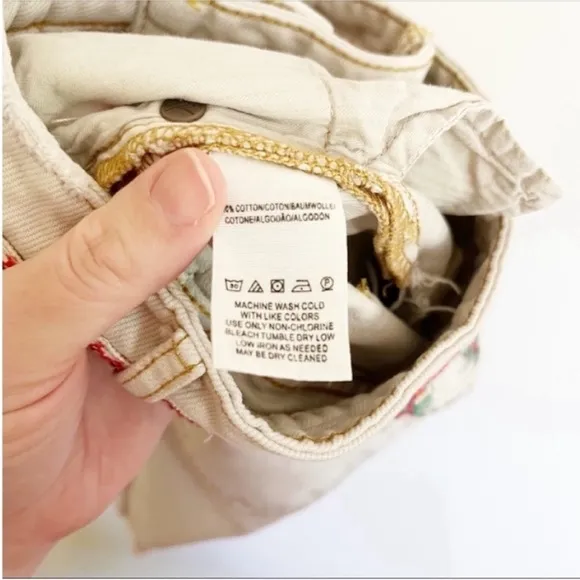 % COTTON/COTON/BAUMWOLLE/
COTONE/ALGODÃO/ALGODÓN
MACHINE WASH COLD
WITH LIKE COLORS
USE ONLY NON-CHLORINE
BLEACH TUMBLE DRY LOW
LOW IRON AS NEEDED
MAY BE DRY CLEANED